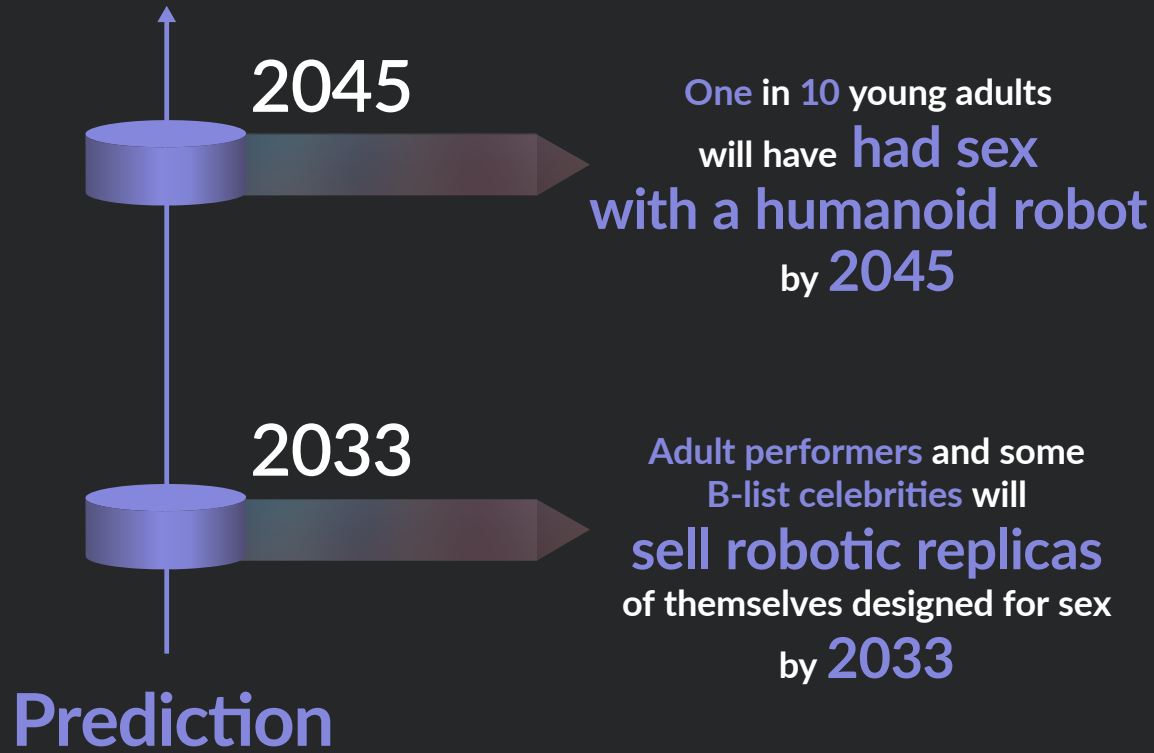 2045
One in 10 young adults
will have had sex
with a humanoid robot
by 2045
2033
Adult performers and some
B-list celebrities will
sell robotic replicas
of themselves designed for sex
by 2033
Prediction